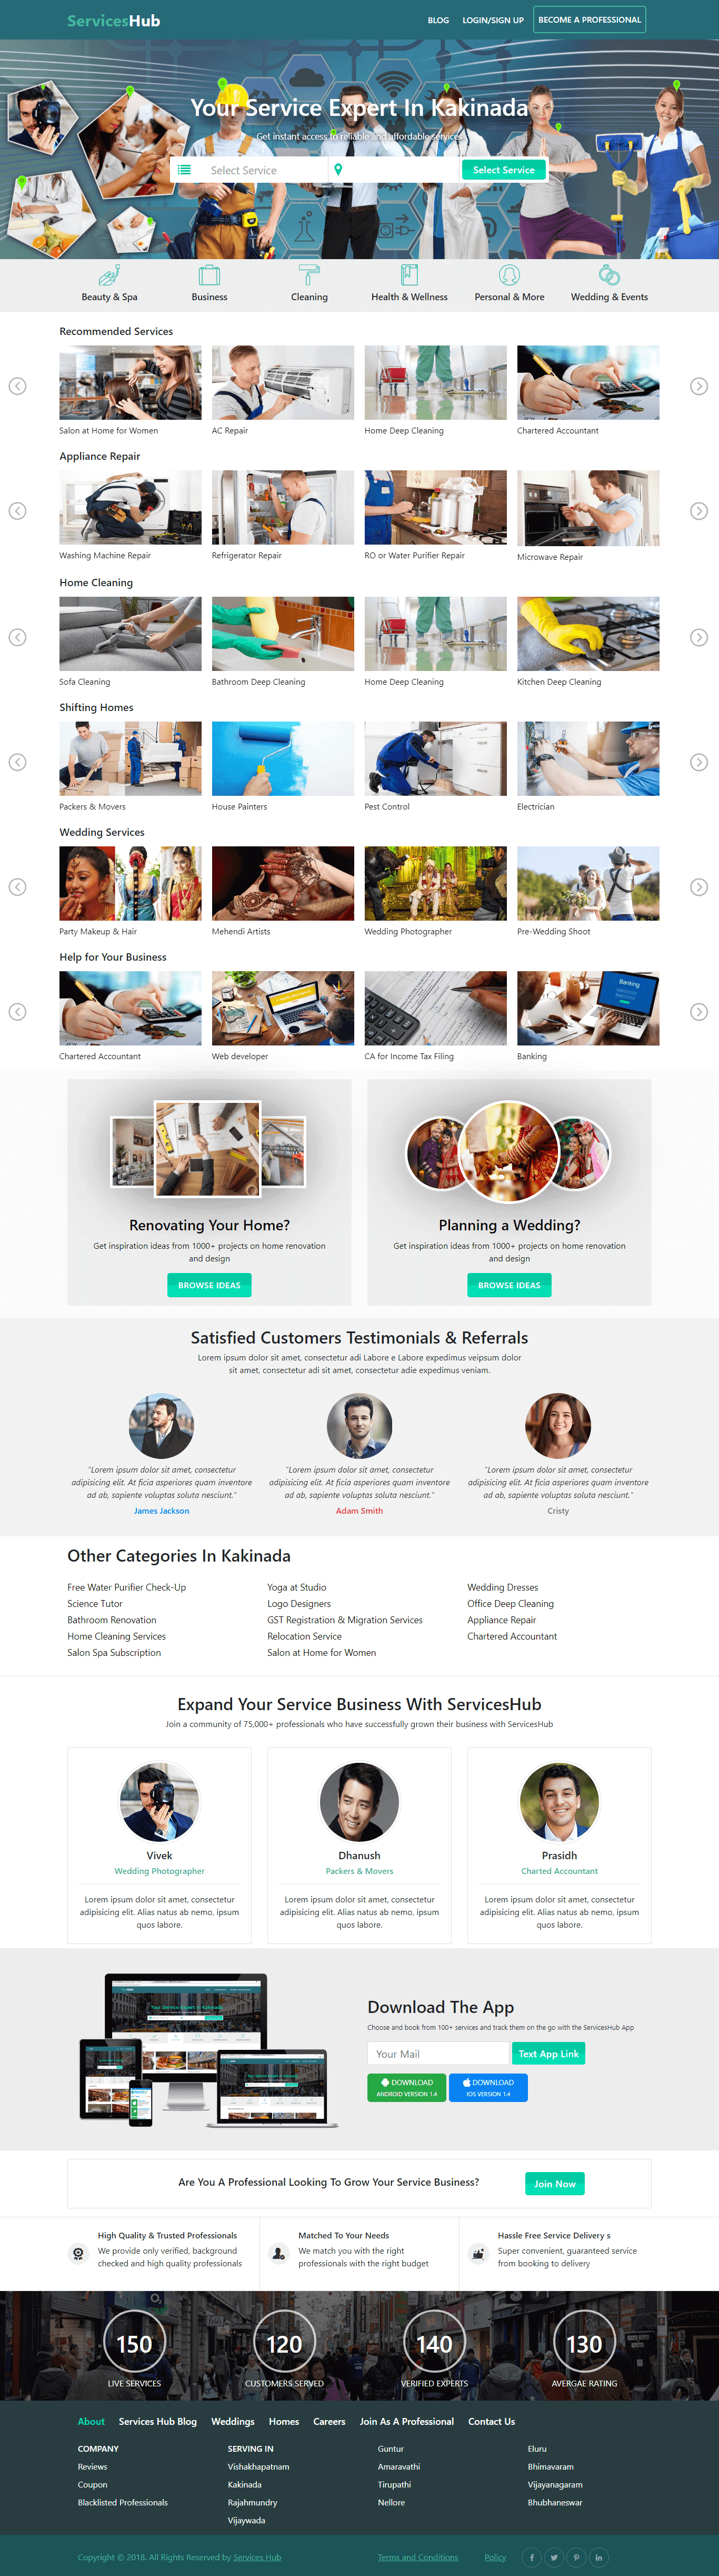 ServicesHub
BLOG LOGIN/SIGN UP BECOME A PROFESSIONAL
Your Service Expert In Kakinada
Get instant access to reliable and affordable services
Select Service
Select Service
Beauty & Spa Business Cleaning Health & Wellness Personal & More Wedding & Events
Recommended Services
Salon at Home for Women AC Repair Home Deep Cleaning Chartered Accountant
Appliance Repair
Washing Machine Repair Refrigerator Repair RO or Water Purifier Repair Microwave Repair
Home Cleaning
Sofa Cleaning Bathroom Deep Cleaning Home Deep Cleaning Kitchen Deep Cleaning
Shifting Homes
Packers & Movers House Painters Pest Control Electrician
Wedding Services
Party Makeup & Hair Mehendi Artists Wedding Photographer Pre-Wedding Shoot
Help for Your Business
Banking
Chartered Accountant Web developer CA for Income Tax Filing Banking
Renovating Your Home?
Get inspiration ideas from 1000+ projects on home renovation
and design
BROWSE IDEAS
Planning a Wedding?
Get inspiration ideas from 1000+ projects on home renovation
and design
BROWSE IDEAS
Satisfied Customers Testimonials & Referrals
Lorem ipsum dolor sit amet, consectetur adi Labore e Labore expedimus veipsum dolor
sit amet, consectetur adi sit amet, consectetur adie expedimus veniam.
"Lorem ipsum dolor sit amet, consectetur
adipisicing elit. At ficia asperiores quam inventore
ad ab, sapiente voluptas soluta nesciunt."
James Jackson
"Lorem ipsum dolor sit amet, consectetur
adipisicing elit. At ficia asperiores quam inventore
ad ab, sapiente voluptas soluta nesciunt."
Adam Smith
"Lorem ipsum dolor sit amet, consectetur
adipisicing elit. At ficia asperiores quam inventore
ad ab, sapiente voluptas soluta nesciunt."
Cristy
Other Categories In Kakinada
Free Water Purifier Check-Up
Science Tutor
Bathroom Renovation
Home Cleaning Services
Salon Spa Subscription
Yoga at Studio
Logo Designers
GST Registration & Migration Services
Relocation Service
Salon at Home for Women
Wedding Dresses
Office Deep Cleaning
Appliance Repair
Chartered Accountant
Expand Your Service Business With ServicesHub
Join a community of 75,000+ professionals who have successfully grown their business with ServicesHub
Vivek
Wedding Photographer
Lorem ipsum dolor sit amet, consectetur
adipisicing elit. Alias natus ab nemo, ipsum
quos labore.
Dhanush
Packers & Movers
Lorem ipsum dolor sit amet, consectetur
adipisicing elit. Alias natus ab nemo, ipsum
quos labore.
Prasidh
Charted Accountant
Lorem ipsum dolor sit amet, consectetur
adipisicing elit. Alias natus ab nemo, ipsum
quos labore.
Your Service Expert In Kakinada
Download The App
Choose and book from 100+ services and track them on the go with the ServicesHub App
Your Mail Text App Link
DOWNLOAD
ANDROID VERSION 1.4
DOWNLOAD
IOS VERSION 1.4
Are You A Professional Looking To Grow Your Service Business? Join Now
High Quality & Trusted Professionals
We provide only verified, background
checked and high quality professionals
Matched To Your Needs
We match you with the right
professionals with the right budget
Hassle Free Service Delivery s
Super convenient, guaranteed service
from booking to delivery
150 120 140 130
LIVE SERVICES CUSTOMERS SERVED VERIFIED EXPERTS AVERGAE RATING
About Services Hub Blog Weddings Homes Careers Join As A Professional Contact Us
COMPANY
Reviews
Coupon
Blacklisted Professionals
SERVING IN
Vishakhapatnam
Kakinada
Rajahmundry
Vijaywada
Guntur
Amaravathi
Tirupathi
Nellore
Eluru
Bhimavaram
Vijayanagaram
Bhubhaneswar
Copyright © 2018. All Rights Reserved by Services Hub Terms and Conditions Policy